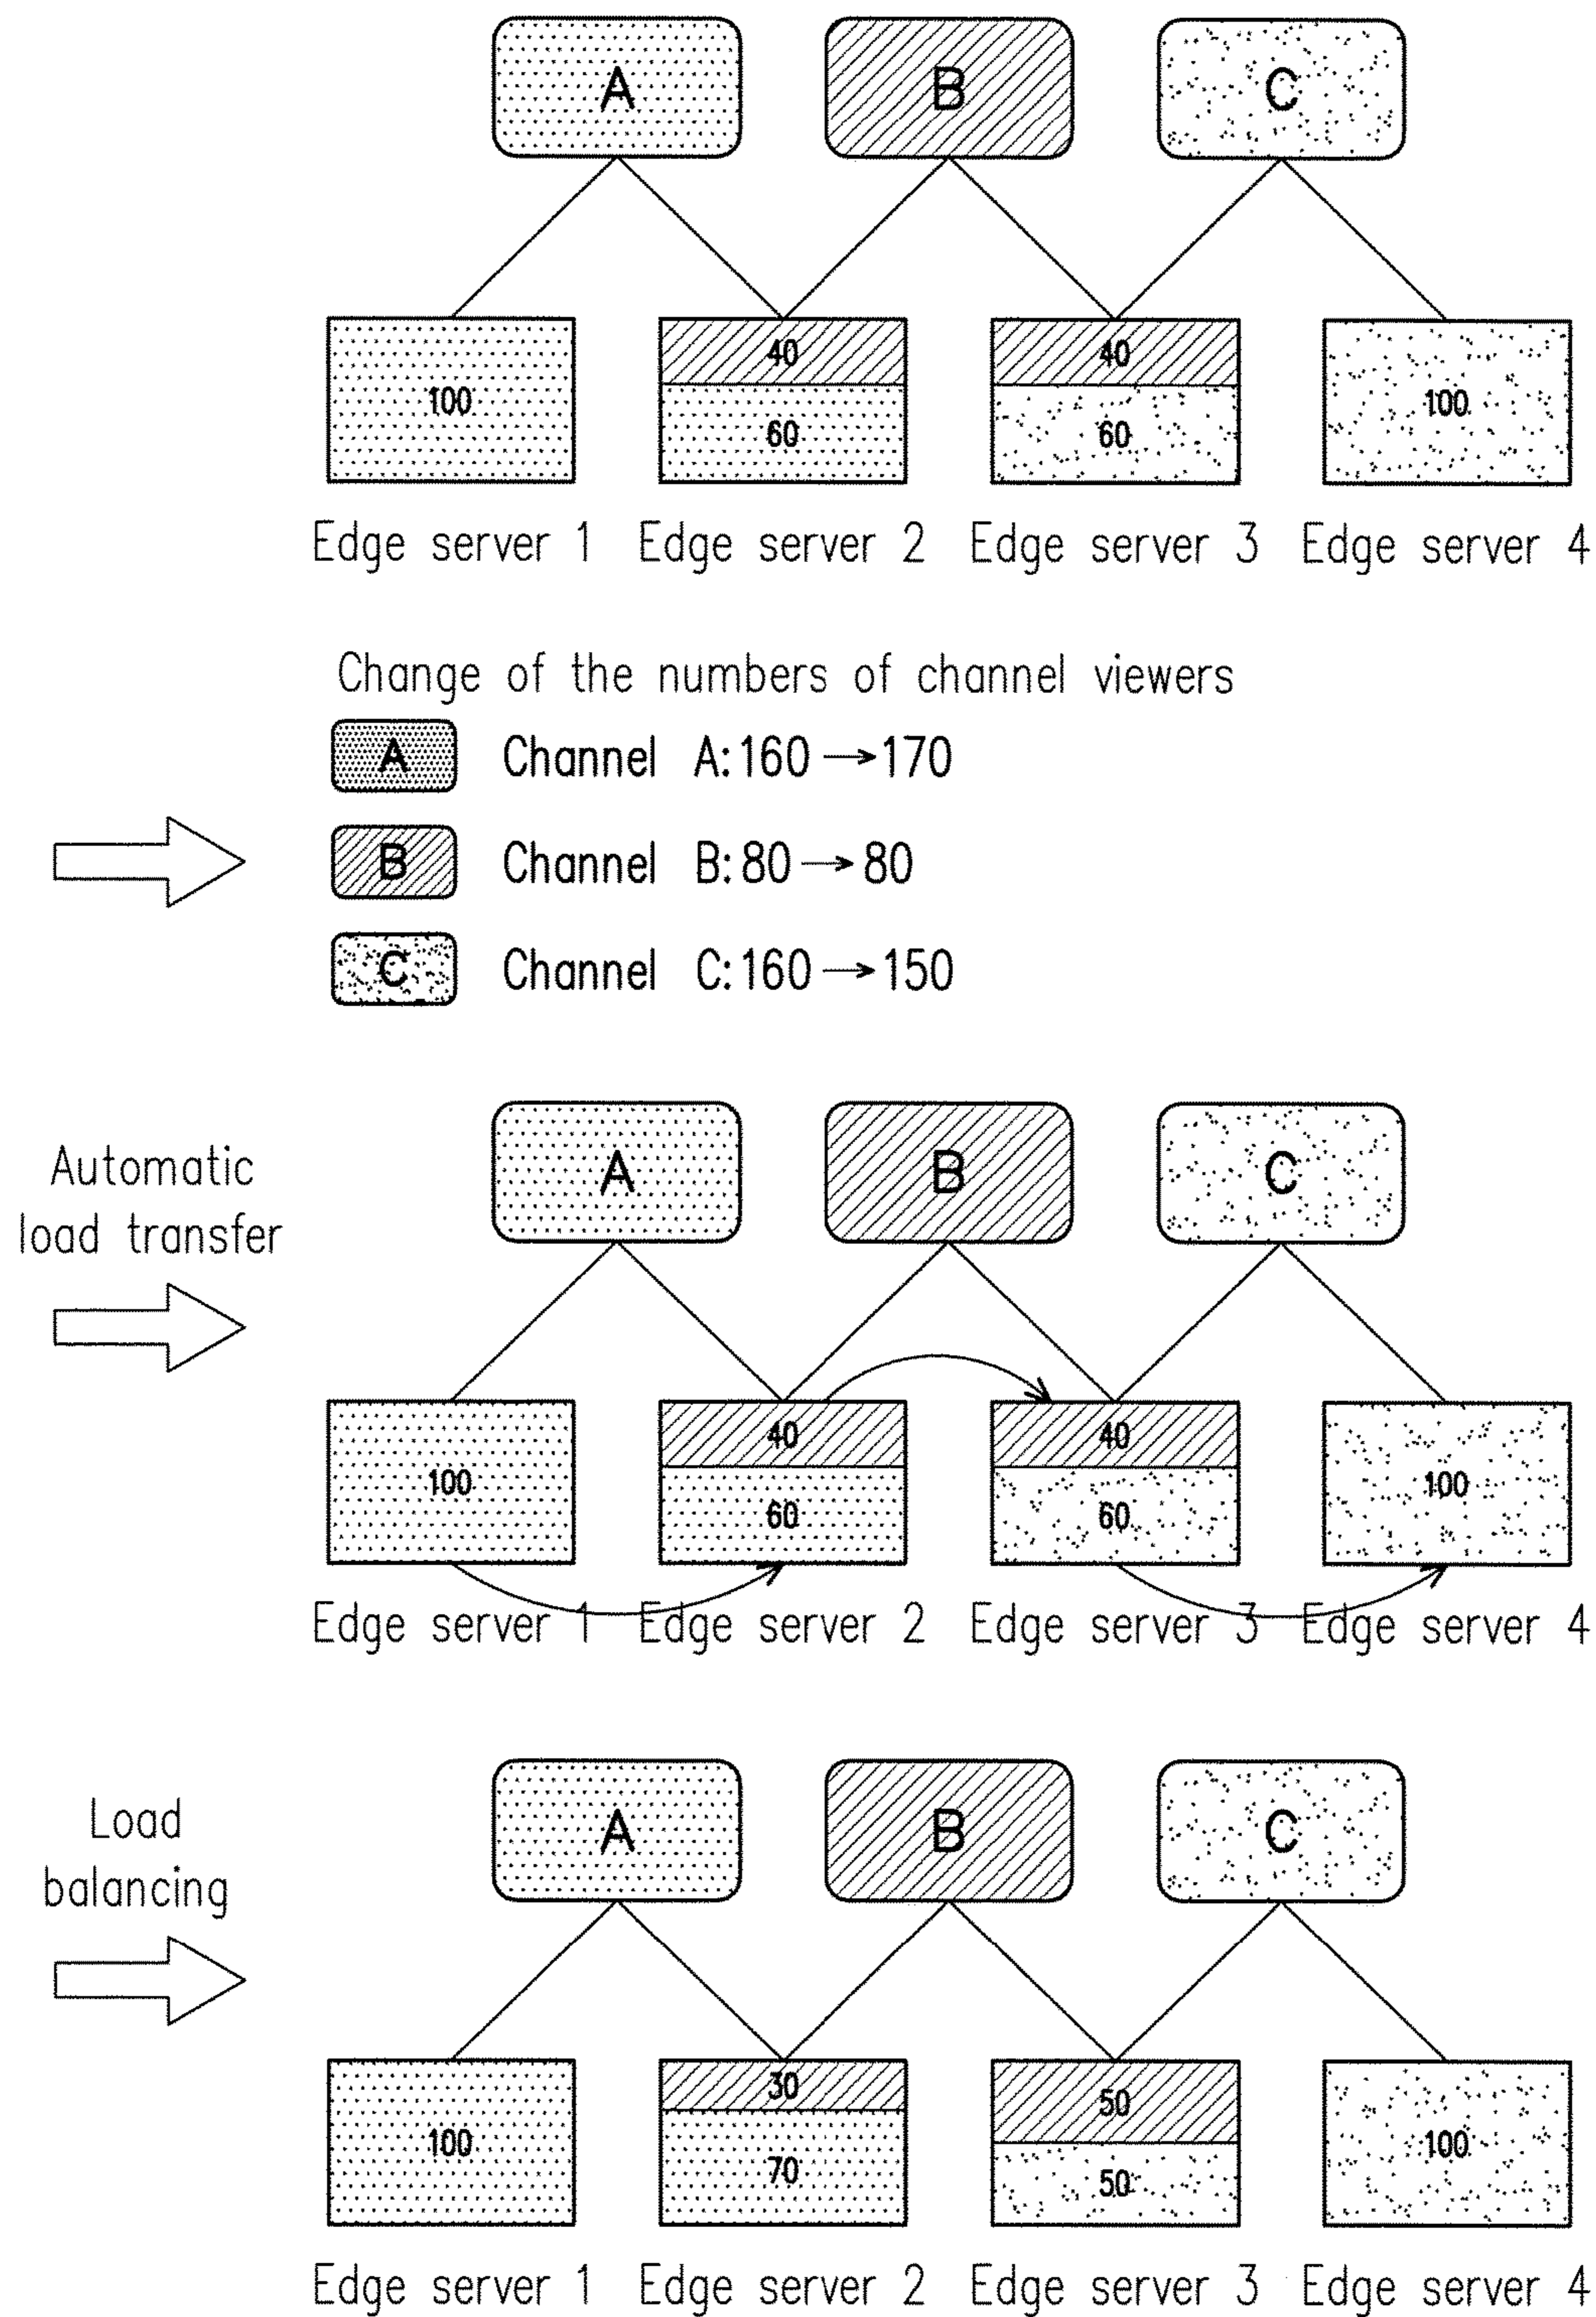 A B C
100 40 60 40 60 100
Edge server 1 Edge server 2 Edge server 3 Edge server 4
Change of the numbers of channel viewers
A Channel A:160→170
B Channel B:80→80
C Channel C:160→150
Automatic
load transfer
A B C
100 40 60 40 60 100
Edge server 1 Edge server 2 Edge server 3 Edge server 4
Load
balancing
A B C
100 30 70 50 50 100
Edge server 1 Edge server 2 Edge server 3 Edge server 4